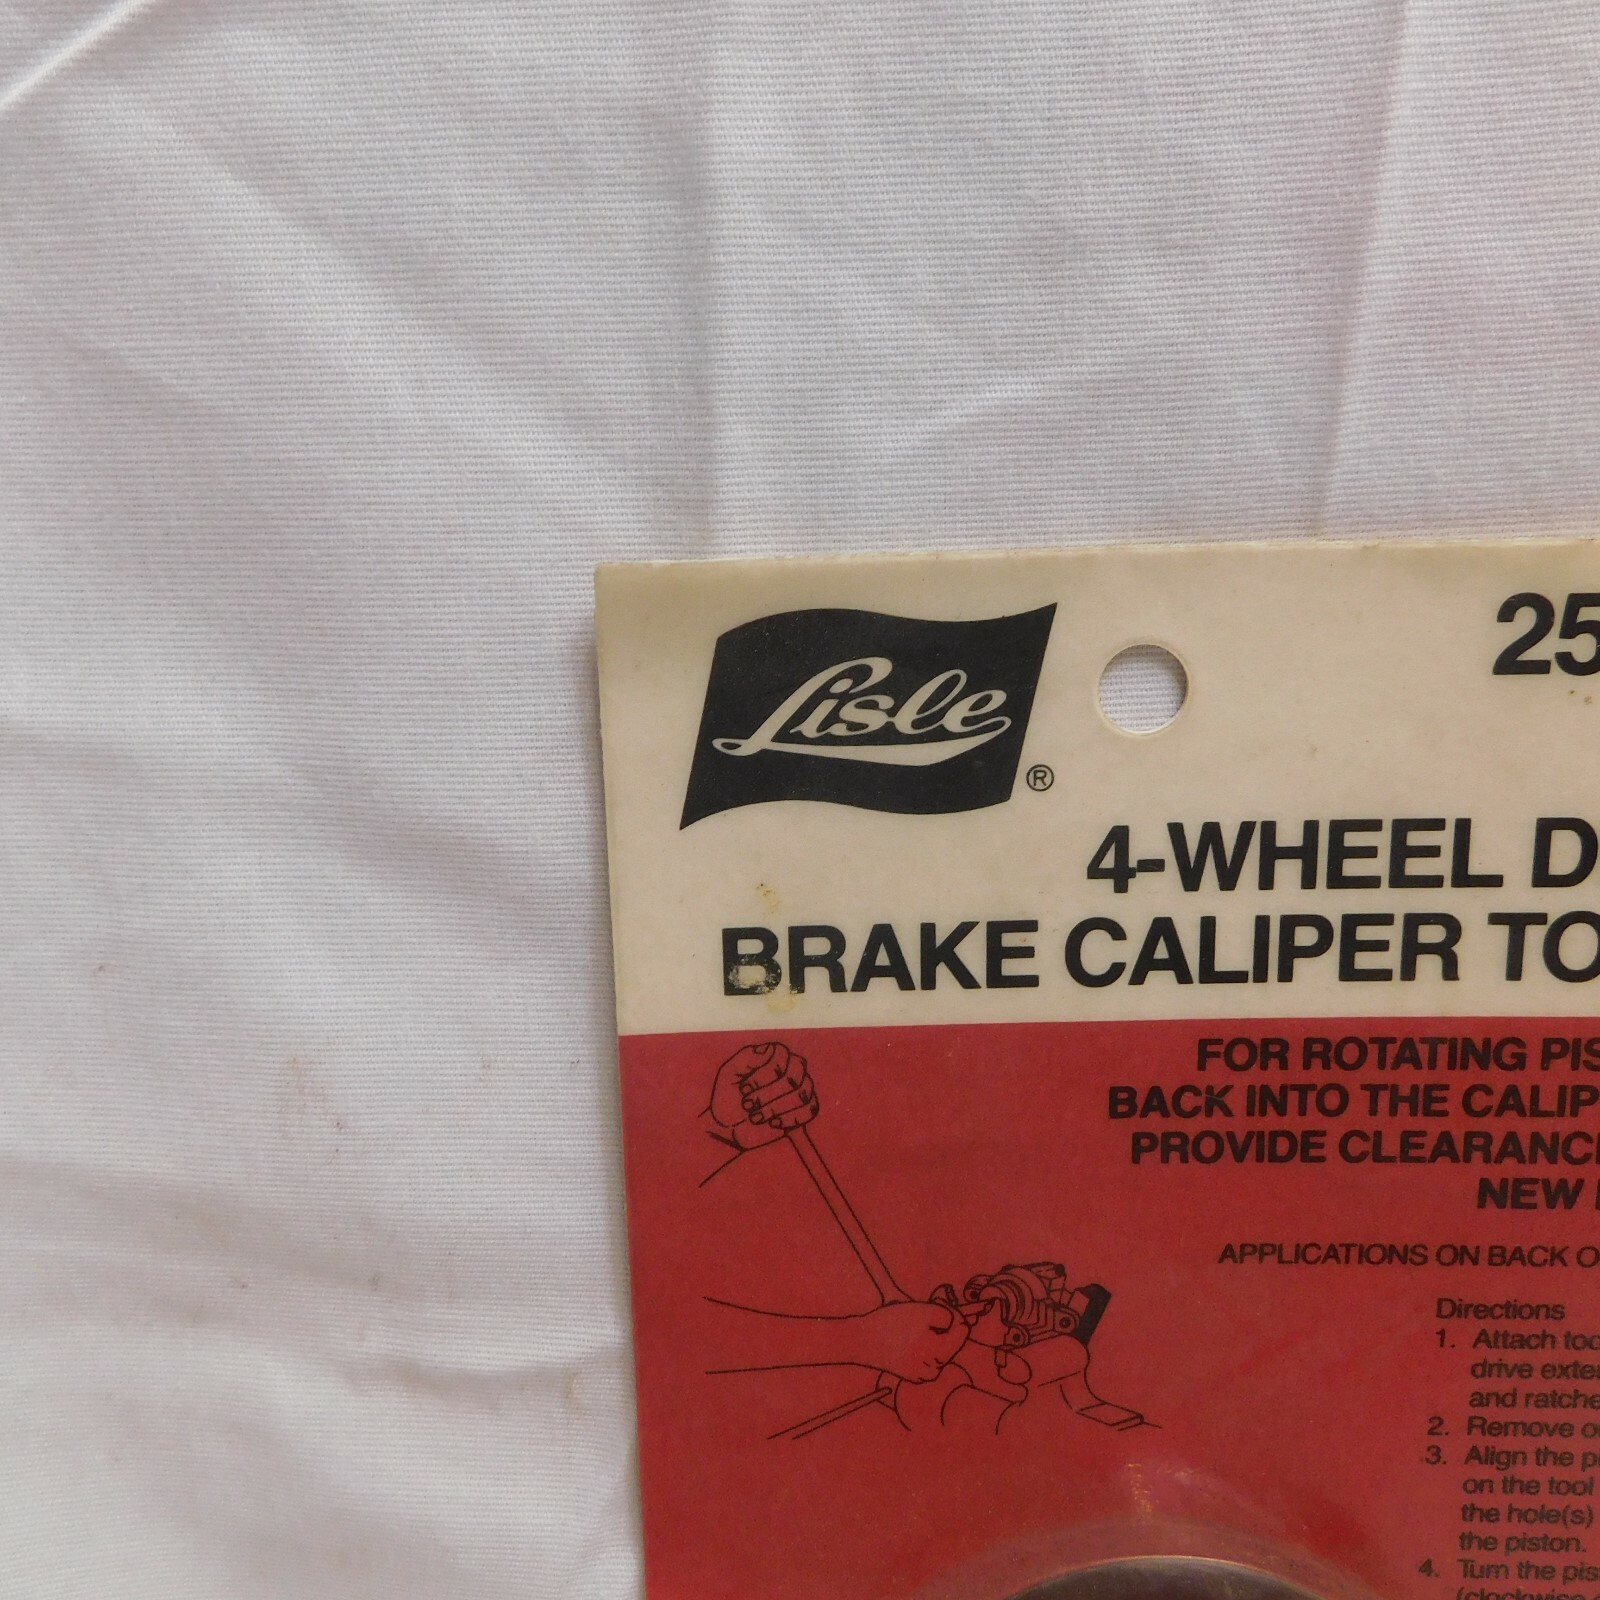 Lisle
®
25
4-WHEEL D
BRAKE CALIPER TO
FOR ROTATING PIS
BACK INTO THE CALIP
PROVIDE CLEARANC
NEW
APPLICATIONS ON BACK O
Directions
1. Attach too
drive exte
and ratche
2. Remove o
3. Align the p
on the tool
the hole(s)
the piston.
4. Turn the pis
(clockwise